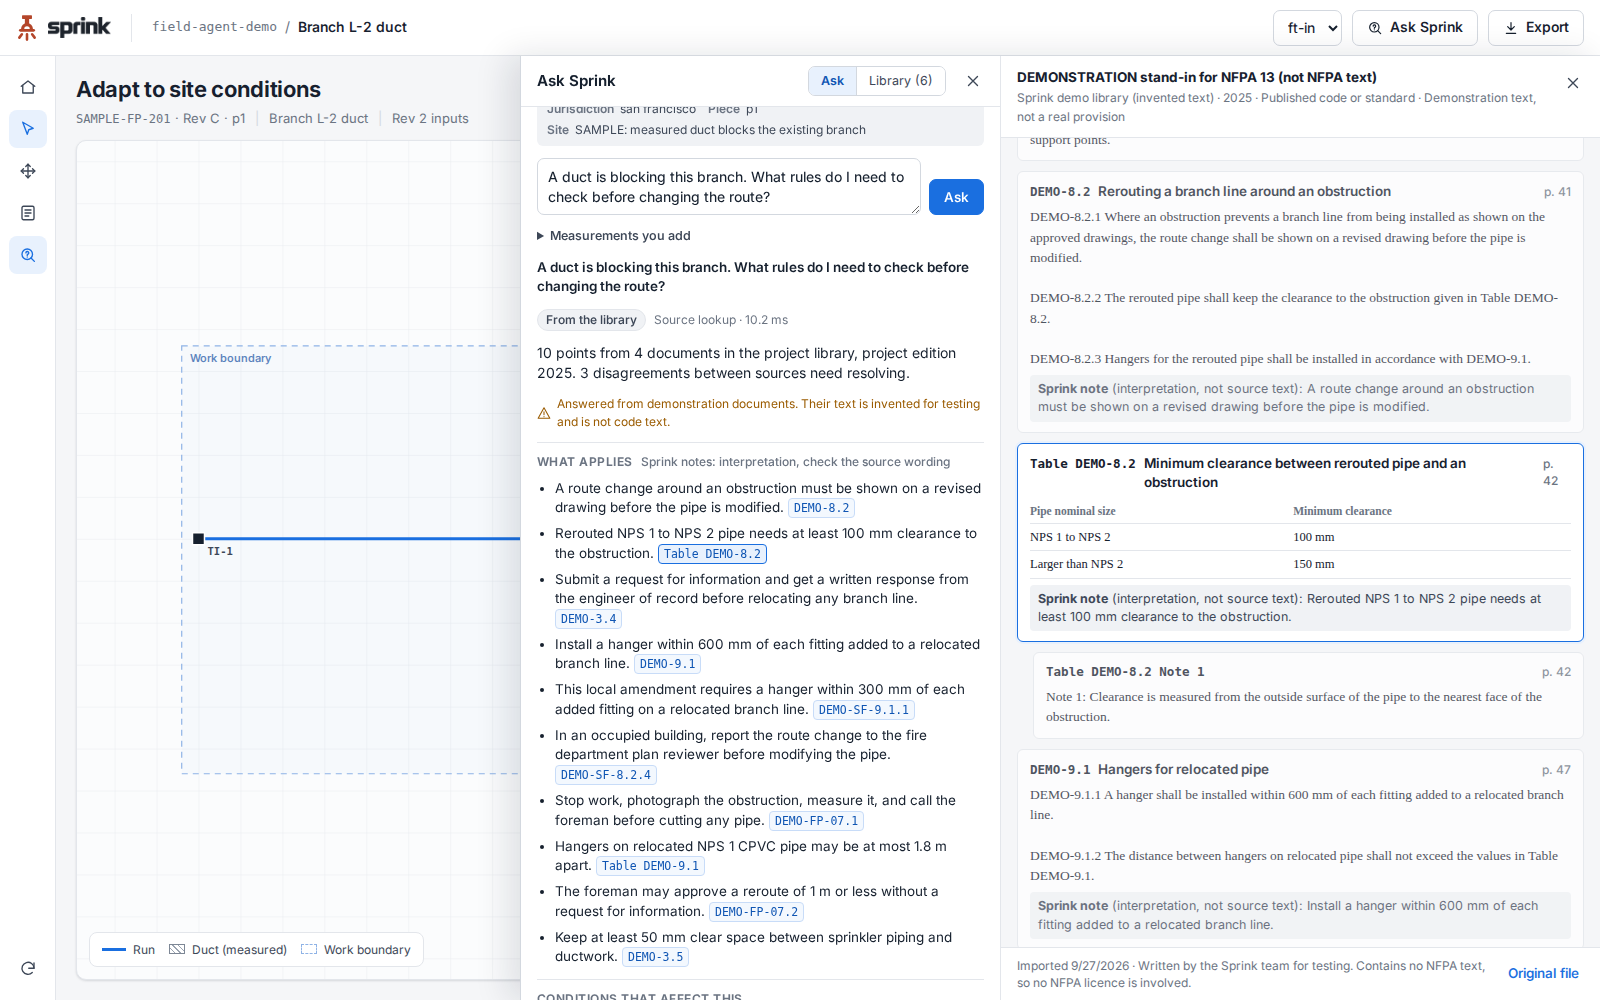 sprink
field-agent-demo / Branch L-2 duct
ft-in
Ask Sprink
Export
Adapt to site conditions
SAMPLE-FP-201 · Rev C · p1 | Branch L-2 duct | Rev 2 inputs
Work boundary
TI-1
Run
Duct (measured)
Work boundary
Ask Sprink
Ask
Library (6)
Jurisdiction san francisco Piece p1
Site SAMPLE: measured duct blocks the existing branch
A duct is blocking this branch. What rules do I need to
check before changing the route?
Ask
Measurements you add
A duct is blocking this branch. What rules do I need to check before
changing the route?
From the library
Source lookup · 10.2 ms
10 points from 4 documents in the project library, project edition
2025. 3 disagreements between sources need resolving.
Answered from demonstration documents. Their text is invented for testing
and is not code text.
WHAT APPLIES Sprink notes: interpretation, check the source wording
• A route change around an obstruction must be shown on a revised
drawing before the pipe is modified. DEMO-8.2
• Rerouted NPS 1 to NPS 2 pipe needs at least 100 mm clearance to
the obstruction. Table DEMO-8.2
• Submit a request for information and get a written response from
the engineer of record before relocating any branch line.
DEMO-3.4
• Install a hanger within 600 mm of each fitting added to a relocated
branch line. DEMO-9.1
• This local amendment requires a hanger within 300 mm of each
added fitting on a relocated branch line. DEMO-SF-9.1.1
• In an occupied building, report the route change to the fire
department plan reviewer before modifying the pipe.
DEMO-SF-8.2.4
• Stop work, photograph the obstruction, measure it, and call the
foreman before cutting any pipe. DEMO-FP-07.1
• Hangers on relocated NPS 1 CPVC pipe may be at most 1.8 m
apart. Table DEMO-9.1
• The foreman may approve a reroute of 1 m or less without a
request for information. DEMO-FP-07.2
• Keep at least 50 mm clear space between sprinkler piping and
ductwork. DEMO-3.5
CONDITIONS THAT AFFECT THIS
DEMONSTRATION stand-in for NFPA 13 (not NFPA text)
Sprink demo library (invented text) · 2025 · Published code or standard · Demonstration text,
not a real provision
support points.
DEMO-8.2 Rerouting a branch line around an obstruction p. 41
DEMO-8.2.1 Where an obstruction prevents a branch line from being installed as shown on the
approved drawings, the route change shall be shown on a revised drawing before the pipe is
modified.
DEMO-8.2.2 The rerouted pipe shall keep the clearance to the obstruction given in Table DEMO-
8.2.
DEMO-8.2.3 Hangers for the rerouted pipe shall be installed in accordance with DEMO-9.1.
Sprink note (interpretation, not source text): A route change around an obstruction
must be shown on a revised drawing before the pipe is modified.
Table DEMO-8.2 Minimum clearance between rerouted pipe and an p.
obstruction 42
Pipe nominal size Minimum clearance
NPS 1 to NPS 2 100 mm
Larger than NPS 2 150 mm
Sprink note (interpretation, not source text): Rerouted NPS 1 to NPS 2 pipe needs at
least 100 mm clearance to the obstruction.
Table DEMO-8.2 Note 1 p. 42
Note 1: Clearance is measured from the outside surface of the pipe to the nearest face of the
obstruction.
DEMO-9.1 Hangers for relocated pipe p. 47
DEMO-9.1.1 A hanger shall be installed within 600 mm of each fitting added to a relocated branch
line.
DEMO-9.1.2 The distance between hangers on relocated pipe shall not exceed the values in Table
DEMO-9.1.
Sprink note (interpretation, not source text): Install a hanger within 600 mm of each
fitting added to a relocated branch line.
Imported 9/27/2026 · Written by the Sprink team for testing. Contains no NFPA text,
so no NFPA licence is involved.
Original file